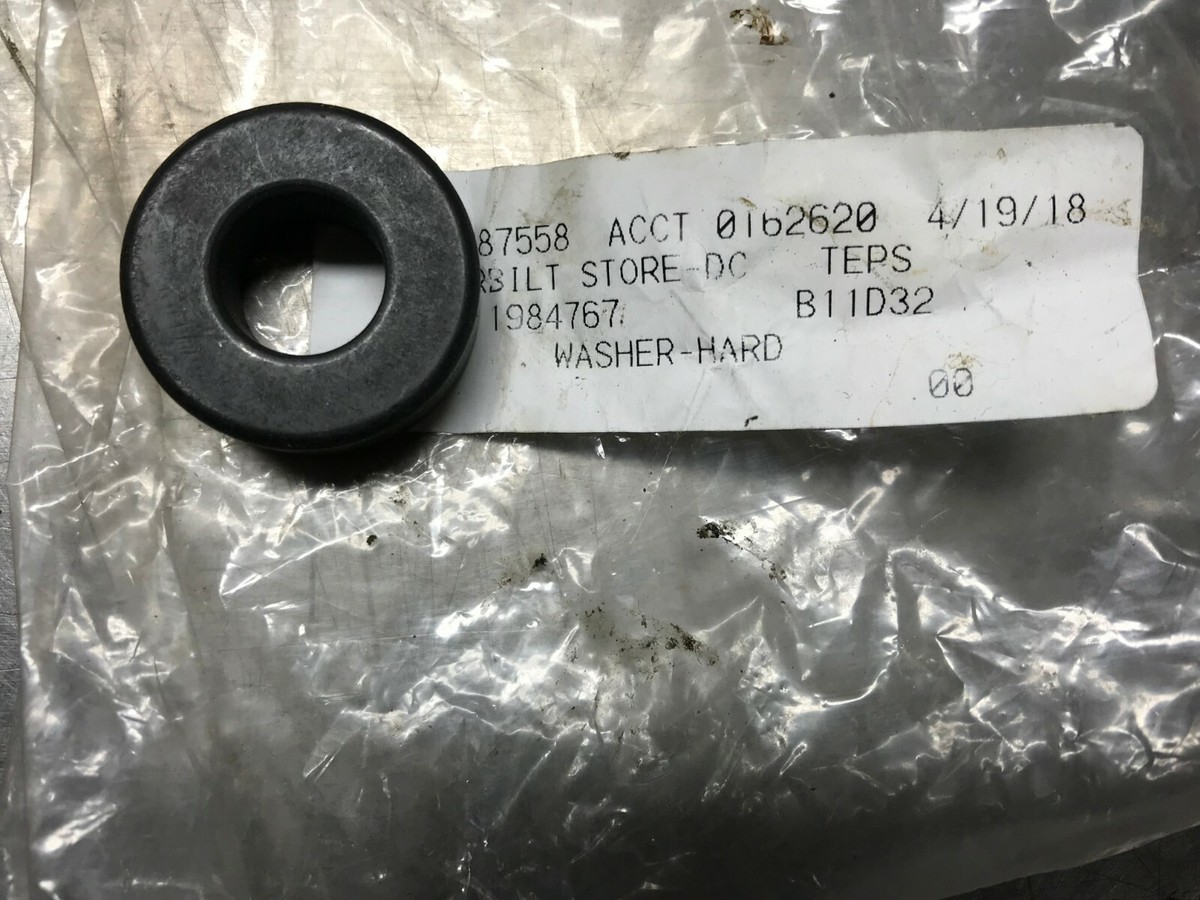 87558 ACCT 0162620 4/19/18
RBILT STORE-DC TEPS
1984767 B11D32
WASHER-HARD
00